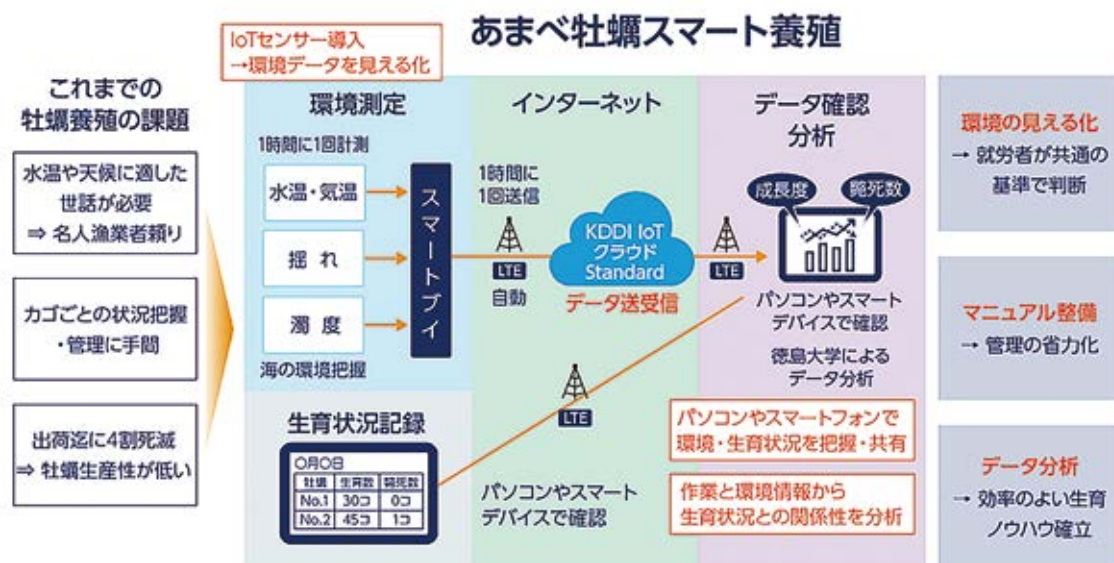 あまべ牡蠣スマート養殖
IoTセンサー導入
→環境データを見える化
これまでの
牡蠣養殖の課題
水温や天候に適した
世話が必要
⇒ 名人漁業者頼り
カゴごとの状況把握
・管理に手間
出荷迄に4割死滅
⇒ 牡蠣生産性が低い
環境測定
1時間に1回計測
水温・気温
揺れ
濁度
スマートブイ
海の環境把握
生育状況記録
〇月〇日
牡蠣 生育数 斃死数
No.1 30コ 0コ
No.2 45コ 1コ
インターネット
1時間に
1回送信
LTE
自動
KDDI IoT
クラウド
Standard
データ送受信
LTE
LTE
パソコンやスマート
デバイスで確認
データ確認
分析
成長度
斃死数
パソコンやスマート
デバイスで確認
徳島大学による
データ分析
パソコンやスマートフォンで
環境・生育状況を把握・共有
作業と環境情報から
生育状況との関係性を分析
環境の見える化
→ 就労者が共通の
基準で判断
マニュアル整備
→ 管理の省力化
データ分析
→ 効率のよい生育
ノウハウ確立